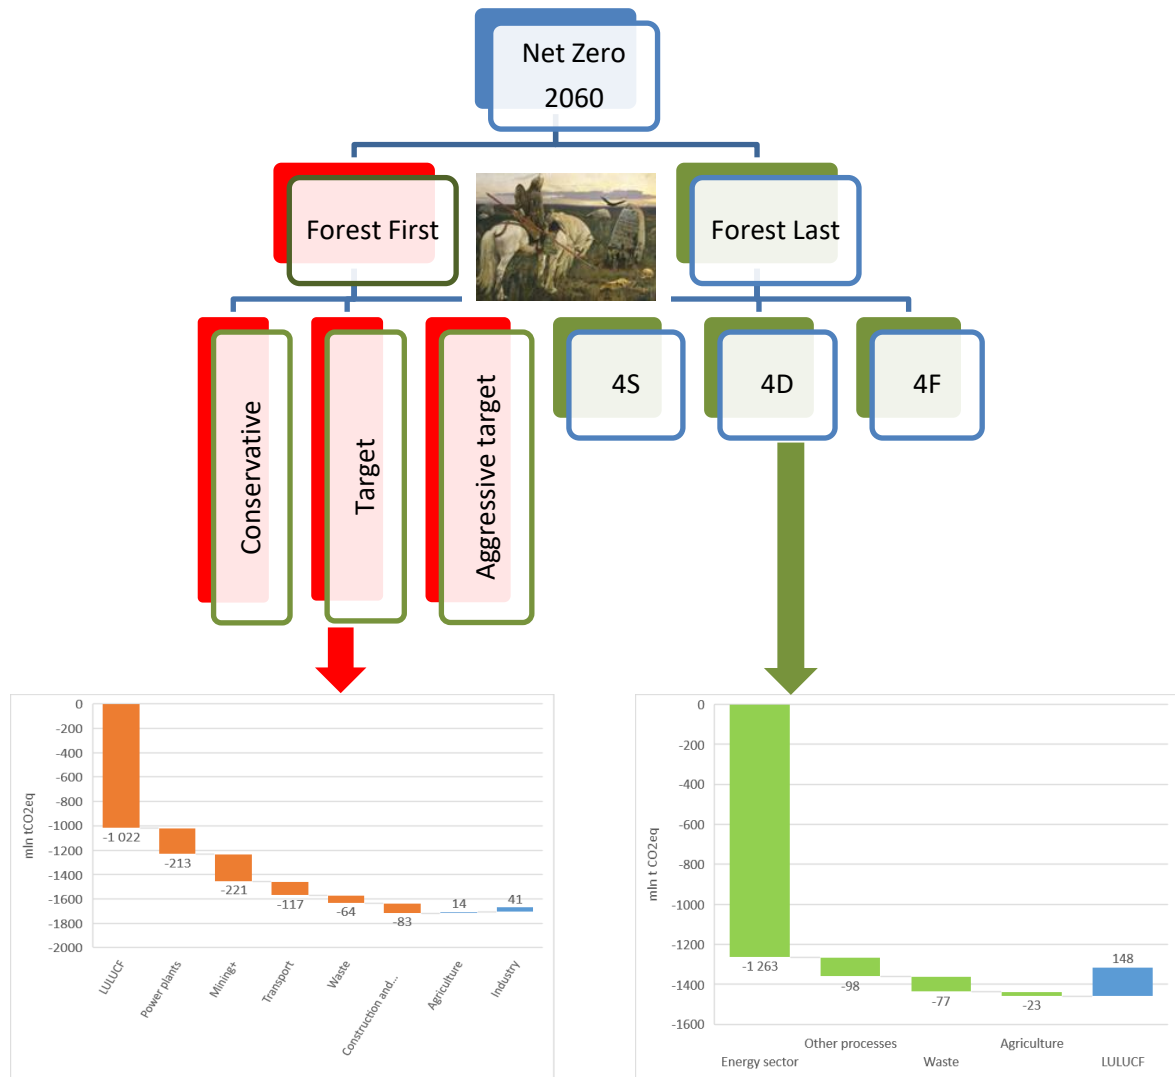 Net Zero
2060
Forest First
Forest Last
Conservative
Target
Aggressive target
4S
4D
4F
mln tCO2eq
0
-200
-400
-600
-800
-1000
-1200
-1400
-1600
-1800
-2000
-1 022
-213
-221
-117
-64
-83
14
41
LULUCF
Power plants
Mining+
Transport
Waste
Construction and...
Agriculture
Industry
mln t CO2eq
0
-200
-400
-600
-800
-1000
-1200
-1400
-1600
-1 263
-98
-77
-23
148
Energy sector
Other processes
Waste
Agriculture
LULUCF